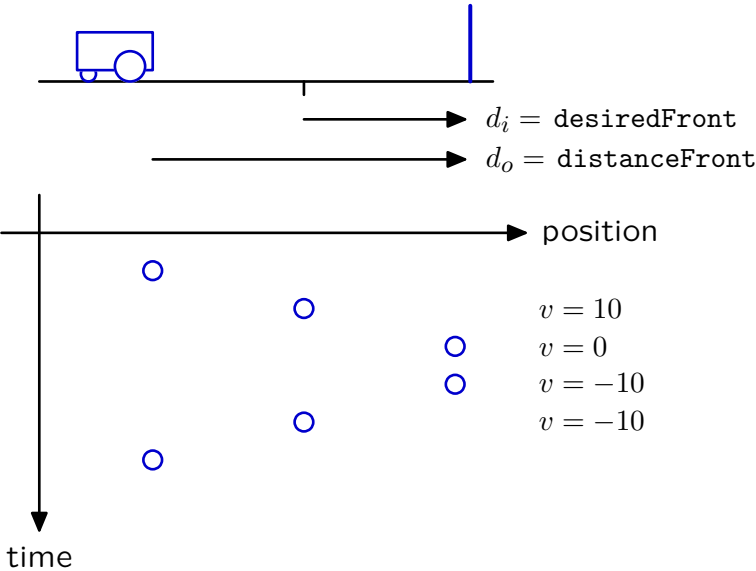 d_i = desiredFront
d_o = distanceFront
position
v = 10
v = 0
v = −10
v = −10
time